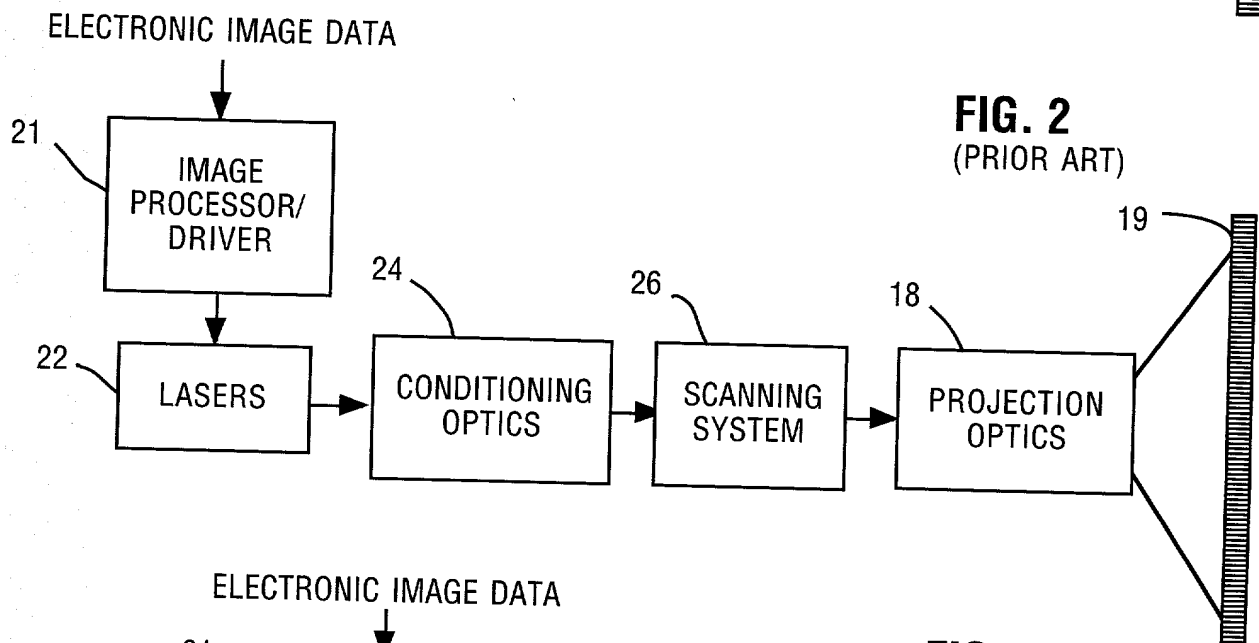 ELECTRONIC IMAGE DATA
FIG. 2
(PRIOR ART)
21
IMAGE
PROCESSOR/
DRIVER
19
24
26
18
22
LASERS
CONDITIONING
OPTICS
SCANNING
SYSTEM
PROJECTION
OPTICS
ELECTRONIC IMAGE DATA